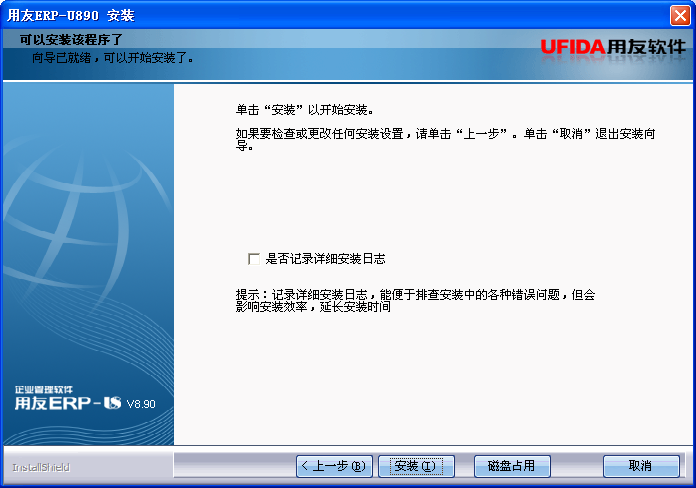 用友ERP-U890 安装
可以安装该程序了
向导已就绪，可以开始安装了。
UFIDA用友软件
单击“安装”以开始安装。
如果要检查或更改任何安装设置，请单击“上一步”。单击“取消”退出安装向
导。
是否记录详细安装日志
提示：记录详细安装日志，能便于排查安装中的各种错误问题，但会
影响安装效率，延长安装时间
企业管理软件
用友ERP-U8 V8.90
InstallShield
< 上一步(B)
安装(I)
磁盘占用
取消